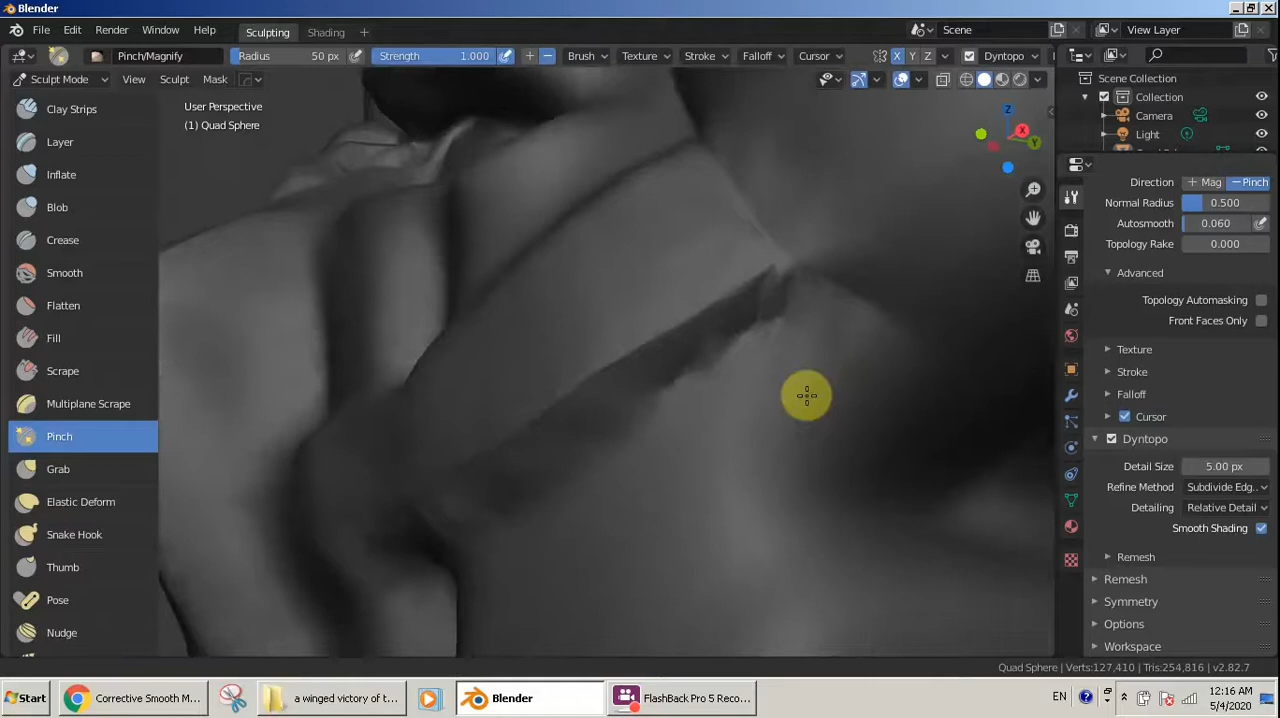 Blender
File Edit Render Window Help Sculpting Shading + Scene View Layer
Pinch/Magnify Radius 50 px Strength 1.000 + − Brush Texture Stroke Falloff Cursor X Y Z Dyntopo
Sculpt Mode View Sculpt Mask
User Perspective
(1) Quad Sphere
Clay Strips
Layer
Inflate
Blob
Crease
Smooth
Flatten
Fill
Scrape
Multiplane Scrape
Pinch
Grab
Elastic Deform
Snake Hook
Thumb
Pose
Nudge
Z
X
Y
Scene Collection
Collection
Camera
Light
Direction + Mag − Pinch
Normal Radius 0.500
Autosmooth 0.060
Topology Rake 0.000
Advanced
Topology Automasking
Front Faces Only
Texture
Stroke
Falloff
Cursor
Dyntopo
Detail Size 5.00 px
Refine Method Subdivide Edg..
Detailing Relative Detail
Smooth Shading
Remesh
Remesh
Symmetry
Options
Workspace
Quad Sphere | Verts:127,410 | Tris:254,816 | v2.82.7
Start Corrective Smooth M... a winged victory of t... Blender FlashBack Pro 5 Reco... EN 12:16 AM
5/4/2020